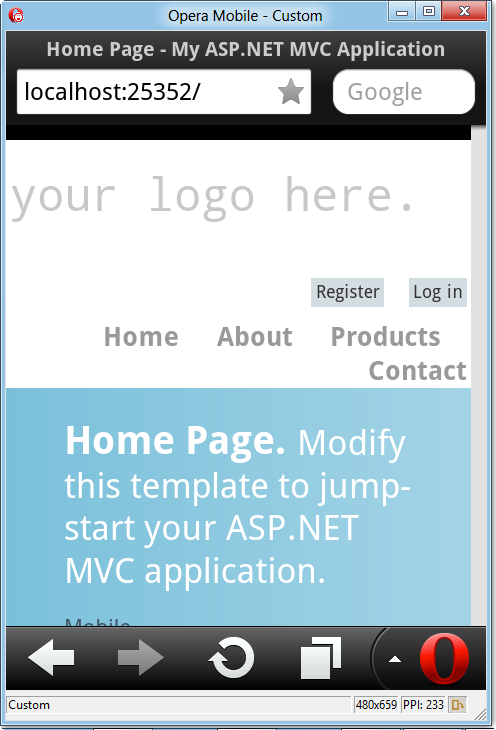 Opera Mobile - Custom
Home Page - My ASP.NET MVC Application
localhost:25352/ Google
your logo here.
Register Log in
Home About Products
Contact
Home Page. Modify
this template to jump-
start your ASP.NET
MVC application.
Mobile
Custom 480x659 PPI: 233